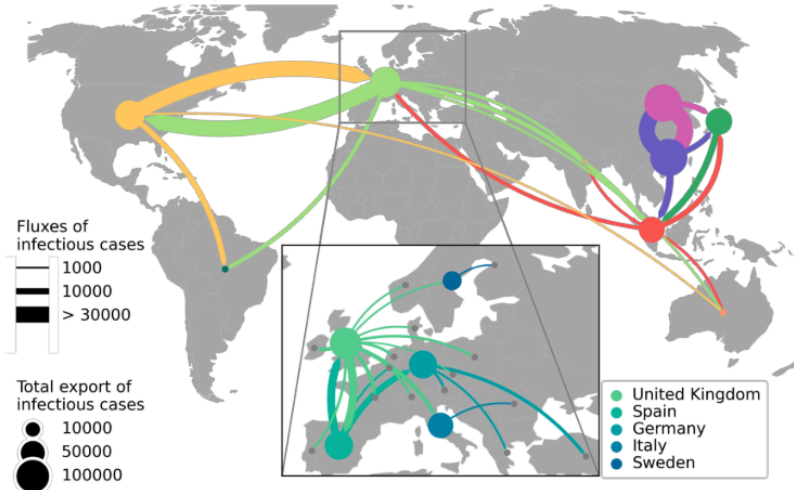 Fluxes of
infectious cases
1000
10000
> 30000
Total export of
infectious cases
10000
50000
100000
United Kingdom
Spain
Germany
Italy
Sweden